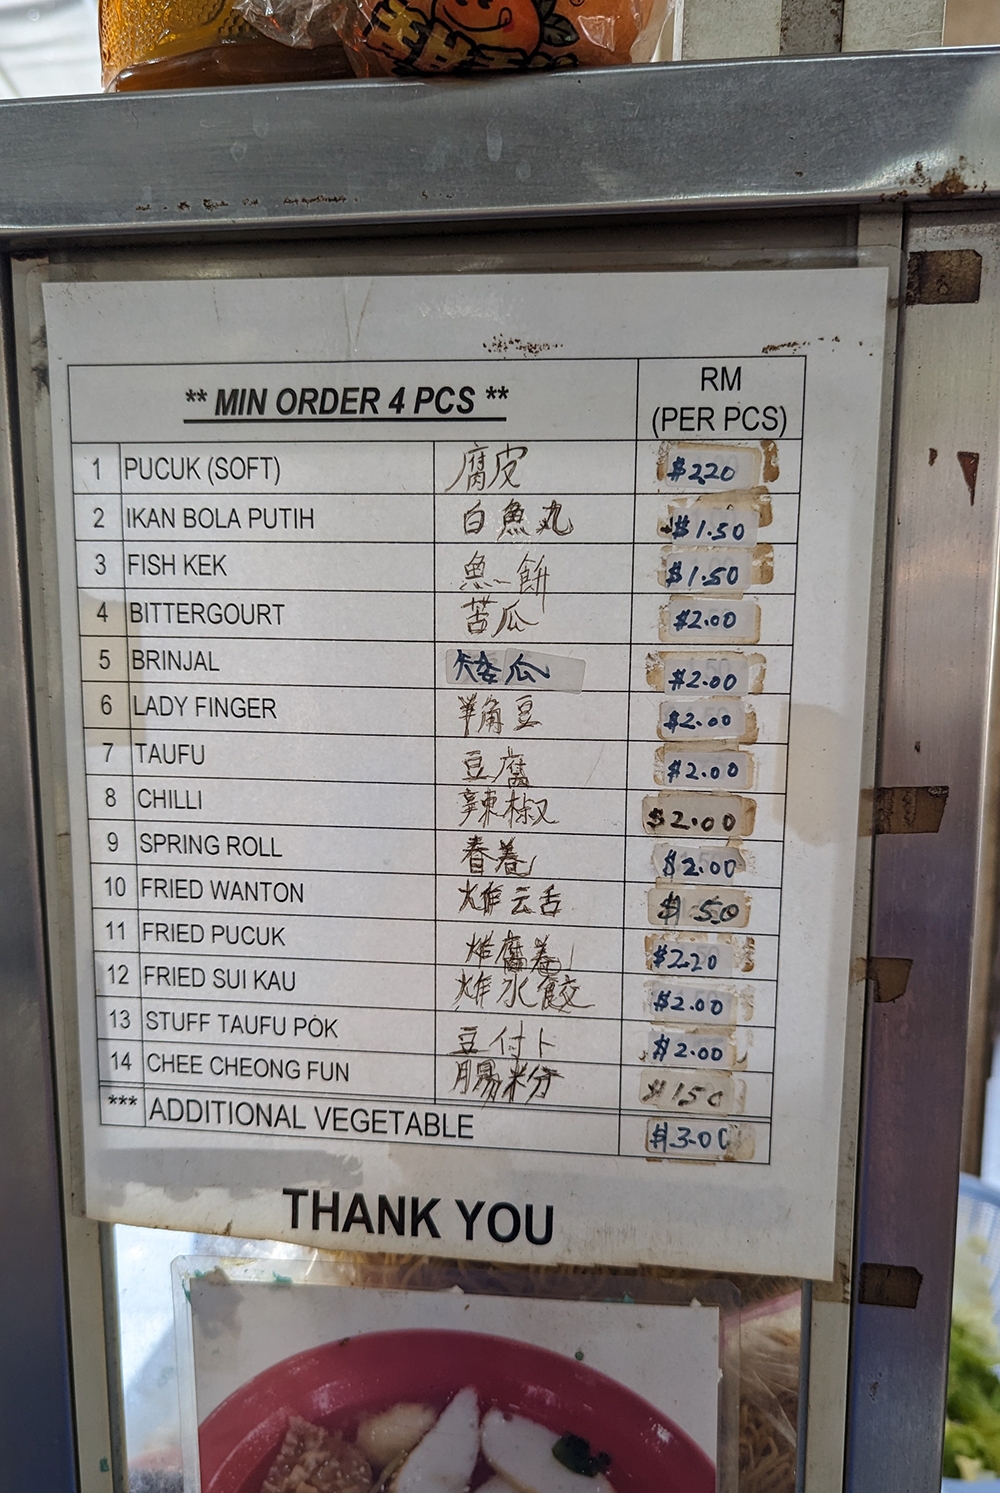 ** MIN ORDER 4 PCS **
RM
(PER PCS)
1 PUCUK (SOFT) 腐皮 $2.20
2 IKAN BOLA PUTIH 白魚丸 $1.50
3 FISH KEK 魚餅 $1.50
4 BITTERGOURT 苦瓜 $2.00
5 BRINJAL 矮瓜 $2.00
6 LADY FINGER 羊角豆 $2.00
7 TAUFU 豆腐 $2.00
8 CHILLI 辣椒 $2.00
9 SPRING ROLL 春卷 $2.00
10 FRIED WANTON 炸云舌
11 FRIED PUCUK 炸腐卷 $2.20
12 FRIED SUI KAU 炸水餃 $2.00
13 STUFF TAUFU POK 豆付卜 $2.00
14 CHEE CHEONG FUN 腸粉 $1.50
*** ADDITIONAL VEGETABLE $3.00
THANK YOU